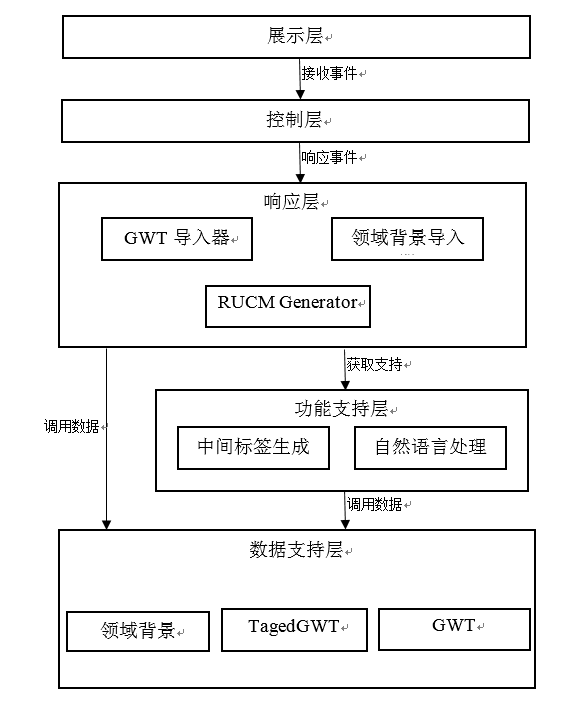 展示层
接收事件
控制层
响应事件
响应层
GWT 导入器
领域背景导入
RUCM Generator
获取支持
功能支持层
调用数据
中间标签生成
自然语言处理
调用数据
数据支持层
领域背景
TagedGWT
GWT